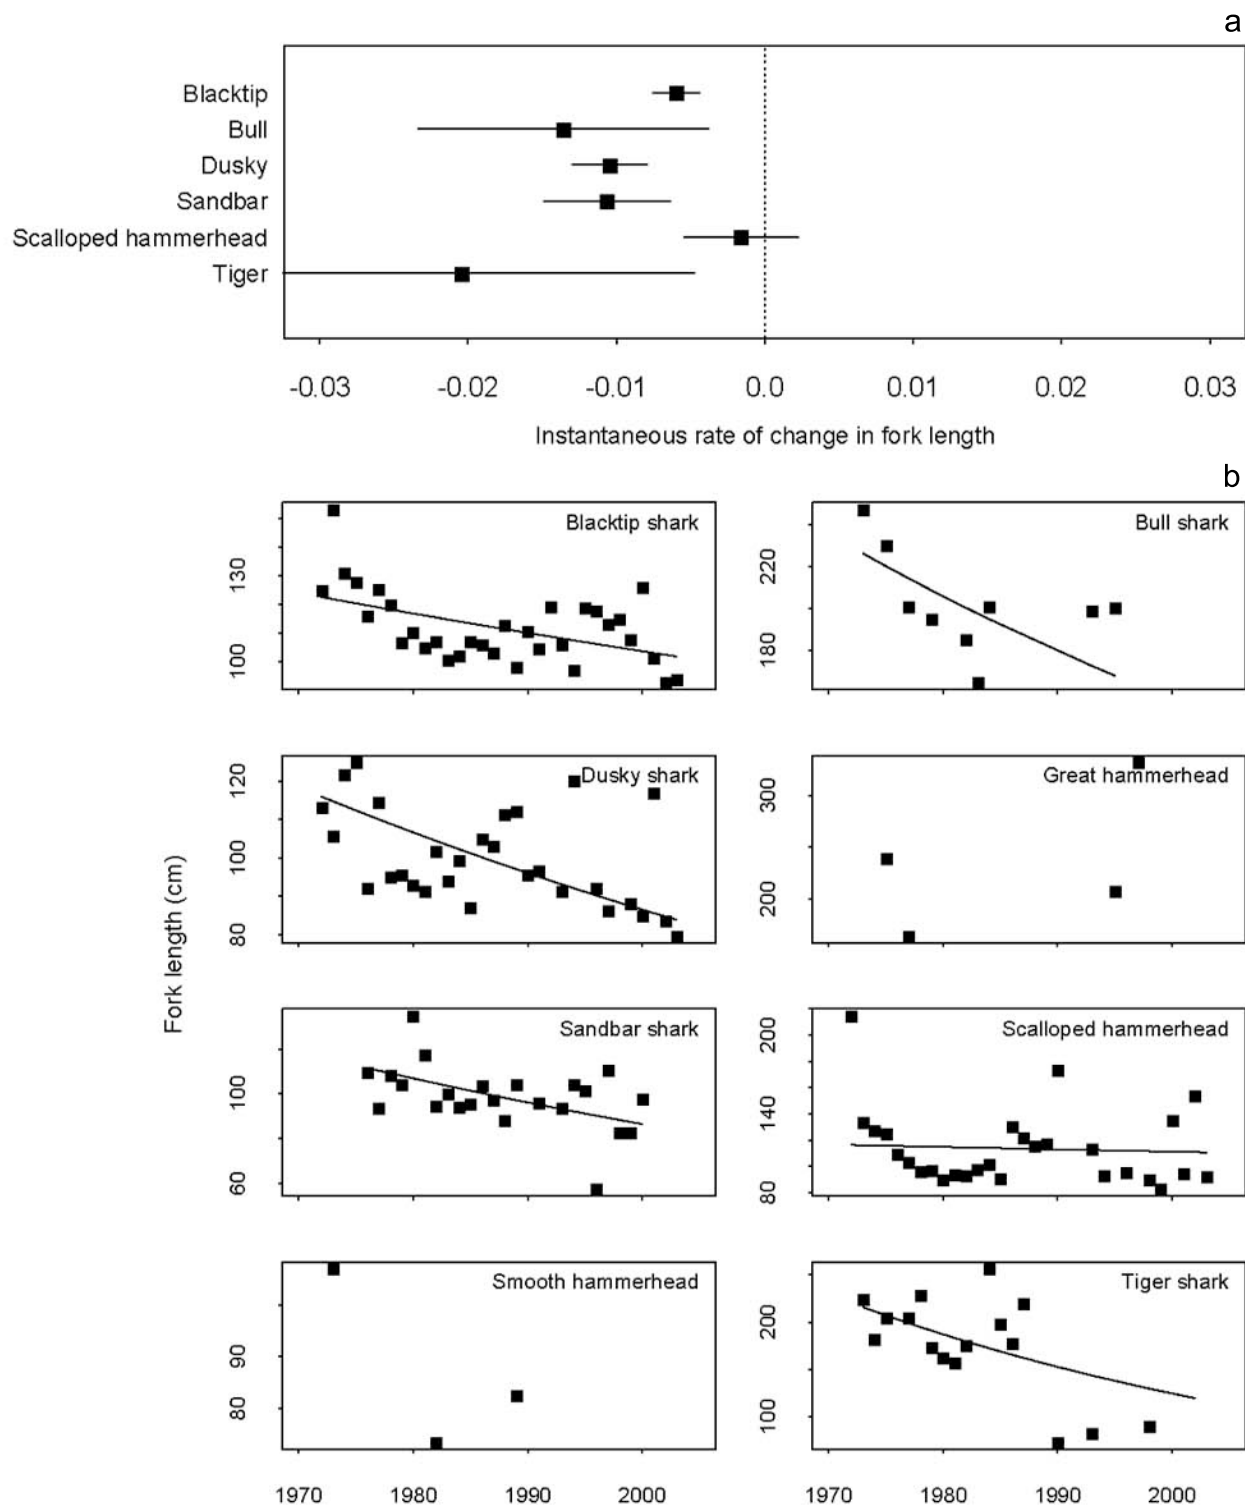 a
Blacktip
Bull
Dusky
Sandbar
Scalloped hammerhead
Tiger
-0.03 -0.02 -0.01 0.0 0.01 0.02 0.03
Instantaneous rate of change in fork length
b
Fork length (cm)
Blacktip shark
130
100
Bull shark
220
180
Dusky shark
120
100
80
Great hammerhead
300
200
Sandbar shark
100
60
Scalloped hammerhead
200
140
80
Smooth hammerhead
90
80
Tiger shark
200
100
1970 1980 1990 2000
1970 1980 1990 2000